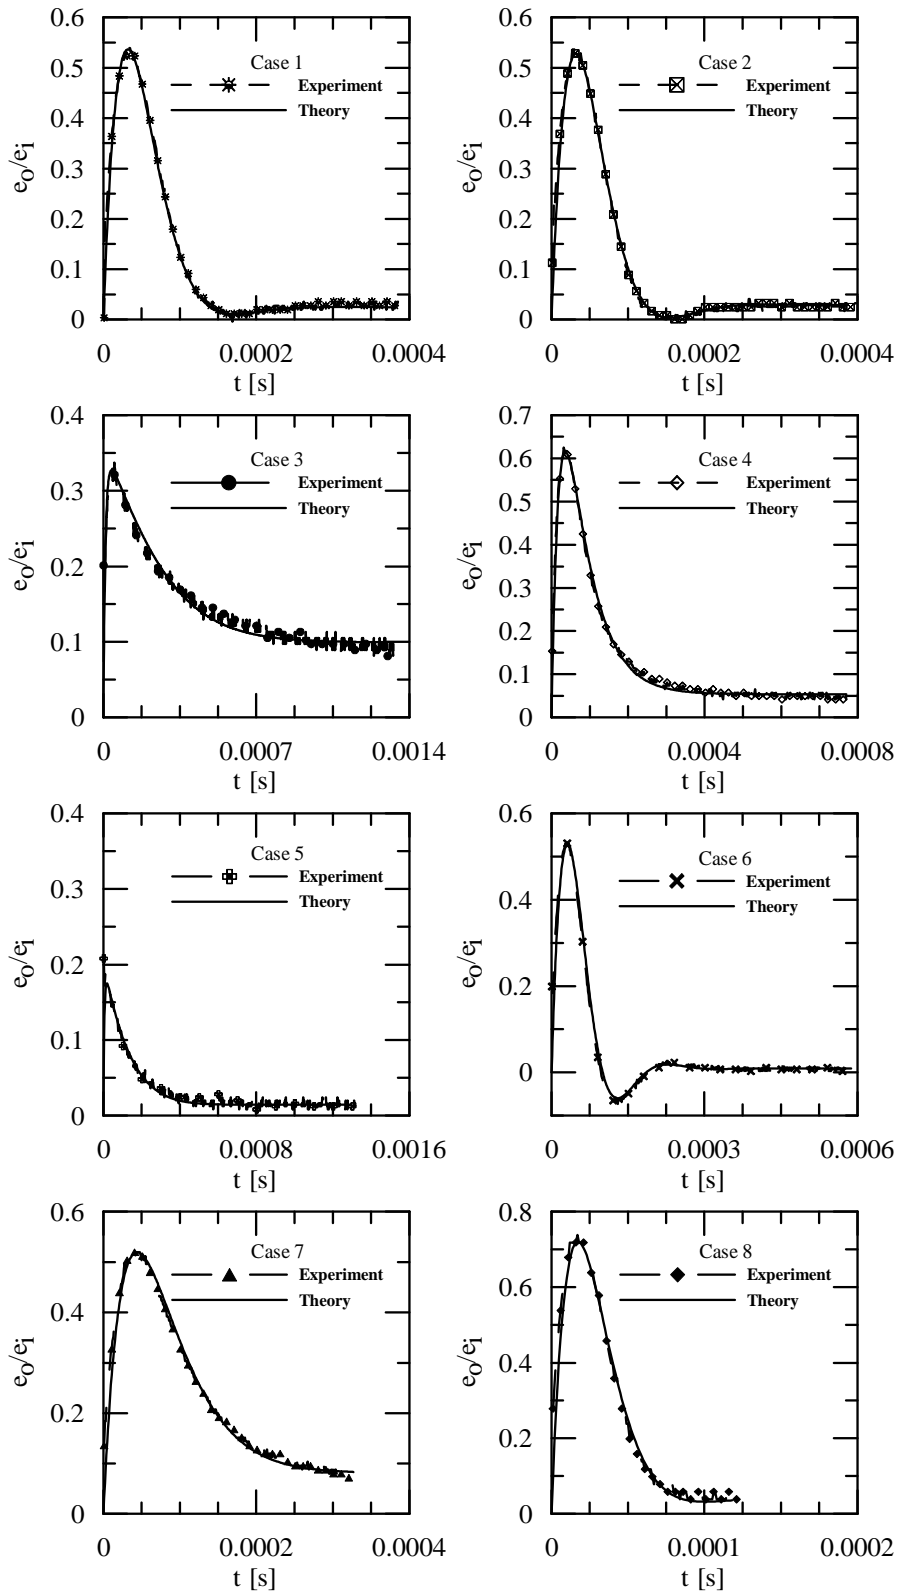 0.6
0.5
0.4
0.3
0.2
0.1
0
e_o/e_i
Case 1
Experiment
Theory
0 0.0002 0.0004
t [s]
0.6
0.5
0.4
0.3
0.2
0.1
0
e_o/e_i
Case 2
Experiment
Theory
0 0.0002 0.0004
t [s]
0.4
0.3
0.2
0.1
0
e_o/e_i
Case 3
Experiment
Theory
0 0.0007 0.0014
t [s]
0.7
0.6
0.5
0.4
0.3
0.2
0.1
0
e_o/e_i
Case 4
Experiment
Theory
0 0.0004 0.0008
t [s]
0.4
0.3
0.2
0.1
0
e_o/e_i
Case 5
Experiment
Theory
0 0.0008 0.0016
t [s]
0.6
0.4
0.2
0
e_o/e_i
Case 6
Experiment
Theory
0 0.0003 0.0006
t [s]
0.6
0.4
0.2
0
e_o/e_i
Case 7
Experiment
Theory
0 0.0002 0.0004
t [s]
0.8
0.6
0.4
0.2
0
e_o/e_i
Case 8
Experiment
Theory
0 0.0001 0.0002
t [s]